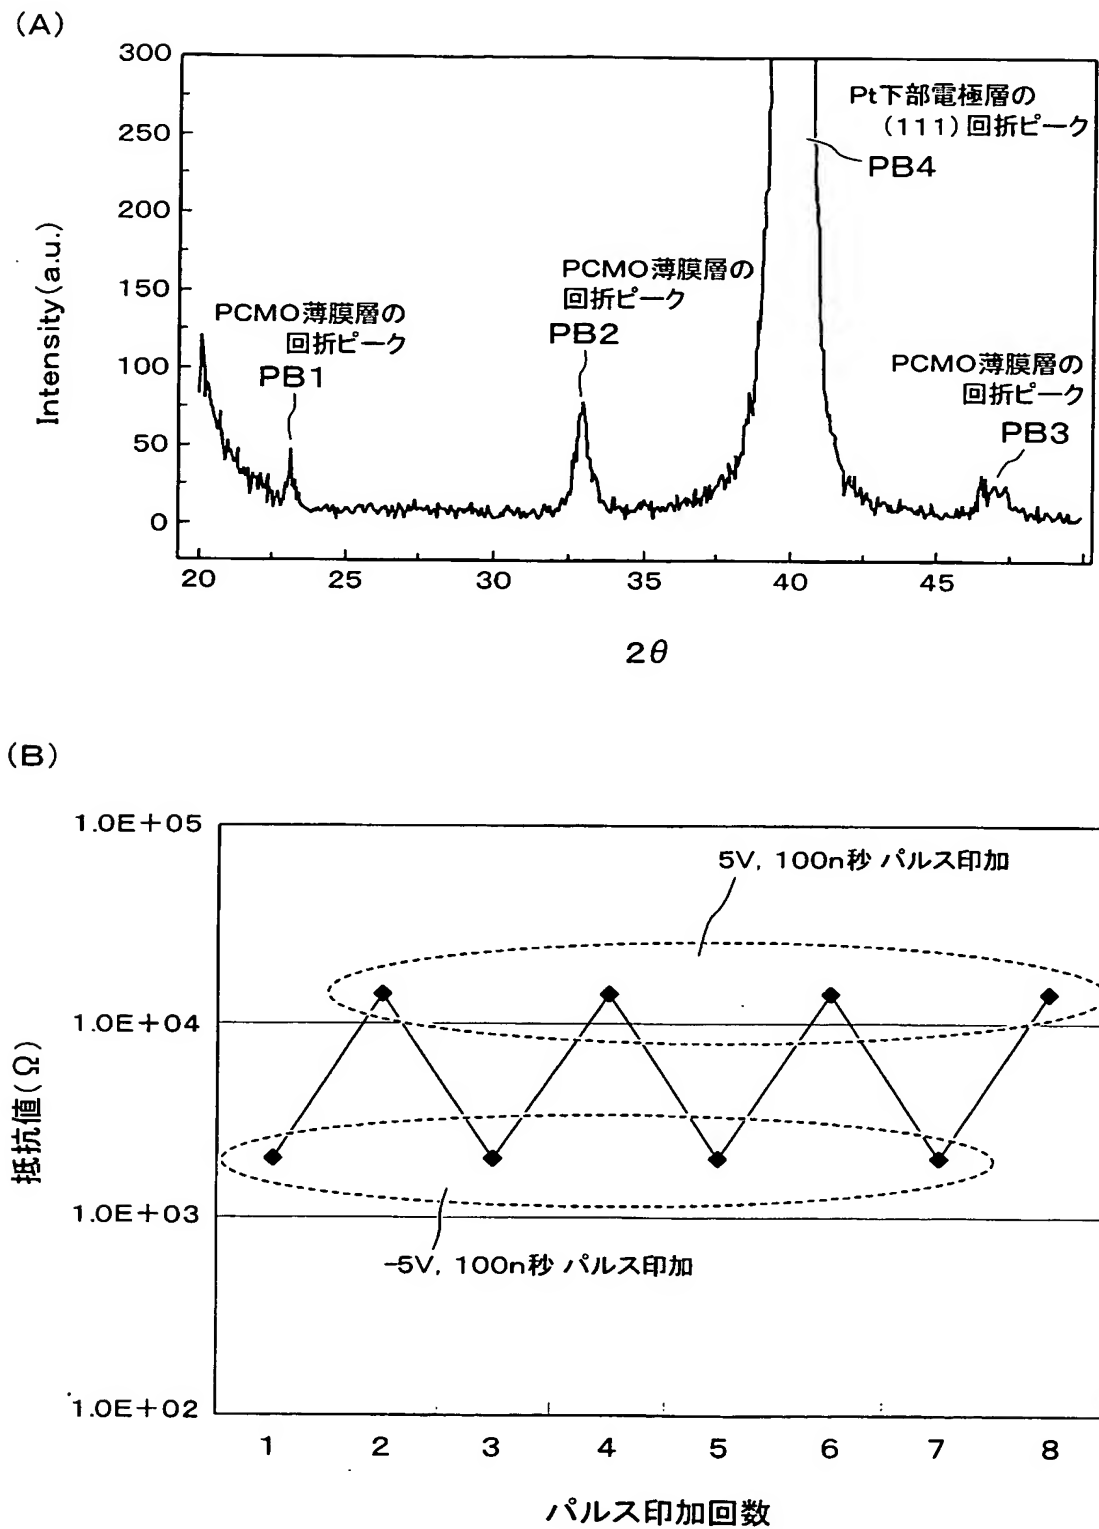 (A)
300
250
200
150
100
50
0
Intensity(a.u.)
PCMO薄膜層の
回折ピーク
PB1
PCMO薄膜層の
回折ピーク
PB2
Pt下部電極層の
(111)回折ピーク
PB4
PCMO薄膜層の
回折ピーク
PB3
20 25 30 35 40 45
2θ
(B)
1.0E+05
1.0E+04
1.0E+03
1.0E+02
抵抗値(Ω)
5V, 100n秒 パルス印加
-5V, 100n秒 パルス印加
1 2 3 4 5 6 7 8
パルス印加回数